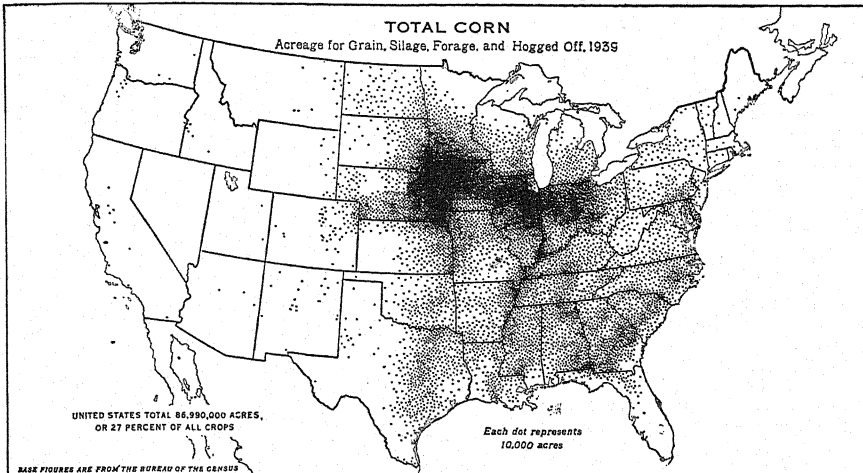 TOTAL CORN
Acreage for Grain, Silage, Forage, and Hogged Off, 1939
UNITED STATES TOTAL 86,990,000 ACRES,
OR 27 PERCENT OF ALL CROPS
Each dot represents
10,000 acres
BASE FIGURES ARE FROM THE BUREAU OF THE CENSUS